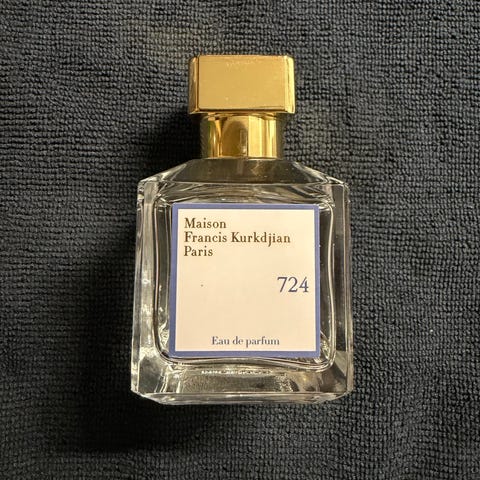 Maison
Francis Kurkdjian
Paris
724
Eau de parfum